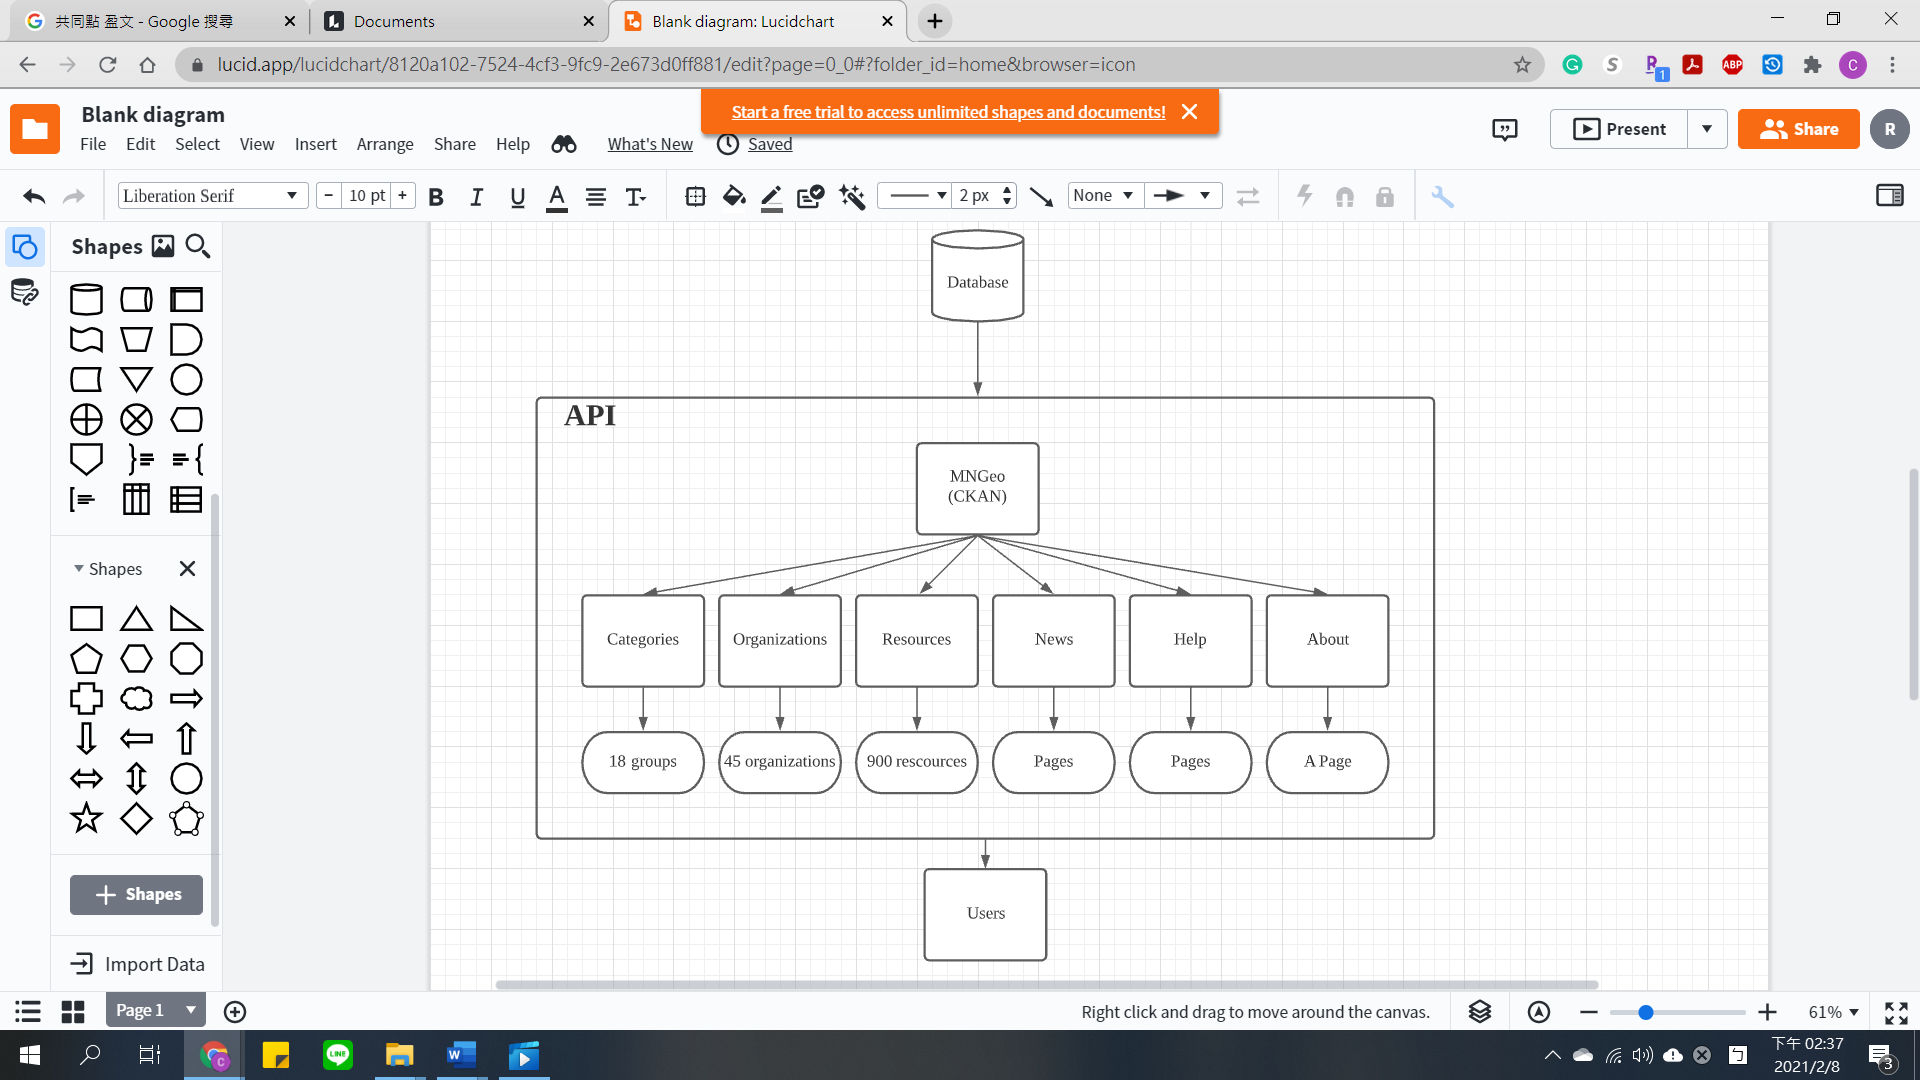 共同點 盈文 - Google 搜尋
Documents
Blank diagram: Lucidchart
lucid.app/lucidchart/8120a102-7524-4cf3-9fc9-2e673d0ff881/edit?page=0_0#?folder_id=home&browser=icon
S
R
1
ABP
C
Blank diagram
Start a free trial to access unlimited shapes and documents!
File Edit Select View Insert Arrange Share Help What's New Saved
Present
Share
R
Liberation Serif
- 10 pt +
B I U A T
2 px
None
Shapes
Database
API
MNGeo
(CKAN)
Categories
Organizations
Resources
News
Help
About
18 groups
45 organizations
900 rescources
Pages
Pages
A Page
Users
Shapes
Shapes
Import Data
Page 1
Right click and drag to move around the canvas.
61%
C
LINE
W
下午 02:37
2021/2/8
3